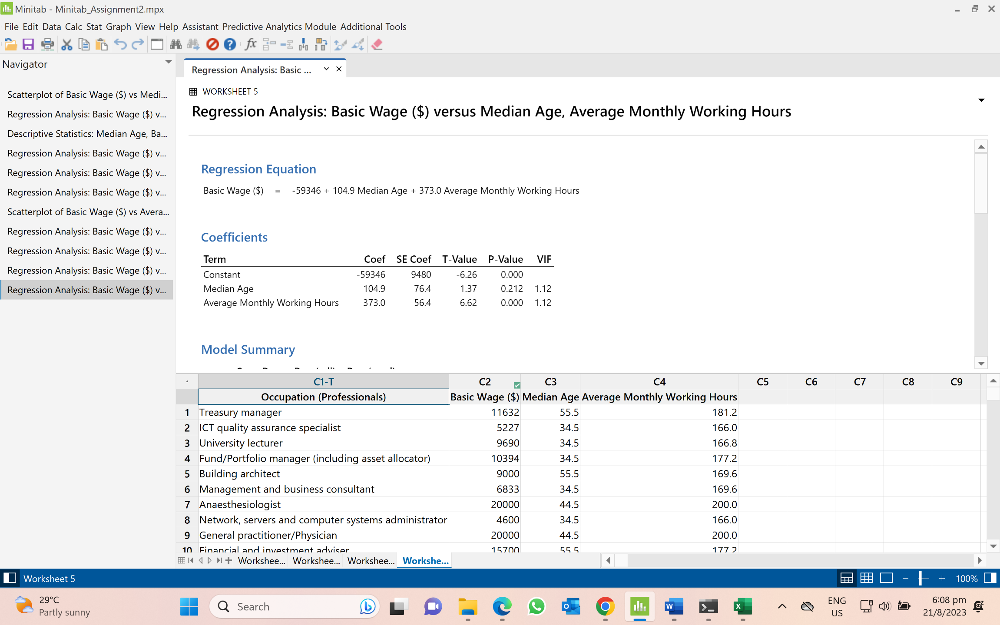 Minitab - Minitab_Assignment2.mpx
File Edit Data Calc Stat Graph View Help Assistant Predictive Analytics Module Additional Tools
Navigator
Regression Analysis: Basic ...
WORKSHEET 5
Regression Analysis: Basic Wage ($) versus Median Age, Average Monthly Working Hours
Scatterplot of Basic Wage ($) vs Medi...
Regression Analysis: Basic Wage ($) v...
Descriptive Statistics: Median Age, Ba...
Regression Analysis: Basic Wage ($) v...
Regression Analysis: Basic Wage ($) v...
Regression Analysis: Basic Wage ($) v...
Scatterplot of Basic Wage ($) vs Avera...
Regression Analysis: Basic Wage ($) v...
Regression Analysis: Basic Wage ($) v...
Regression Analysis: Basic Wage ($) v...
Regression Analysis: Basic Wage ($) v...
Regression Equation
Basic Wage ($) = -59346 + 104.9 Median Age + 373.0 Average Monthly Working Hours
Coefficients
Term Coef SE Coef T-Value P-Value VIF
Constant -59346 9480 -6.26 0.000
Median Age 104.9 76.4 1.37 0.212 1.12
Average Monthly Working Hours 373.0 56.4 6.62 0.000 1.12
Model Summary
C1-T C2 C3 C4 C5 C6 C7 C8 C9
Occupation (Professionals) Basic Wage ($) Median Age Average Monthly Working Hours
1 Treasury manager 11632 55.5 181.2
2 ICT quality assurance specialist 5227 34.5 166.0
3 University lecturer 9690 34.5 166.8
4 Fund/Portfolio manager (including asset allocator) 10394 34.5 177.2
5 Building architect 9000 55.5 169.6
6 Management and business consultant 6833 34.5 169.6
7 Anaesthesiologist 20000 44.5 200.0
8 Network, servers and computer systems administrator 4600 34.5 166.0
9 General practitioner/Physician 20000 44.5 200.0
10 Financial and investment adviser 15700 55.5 177.2
Workshee... Workshee... Workshee... Workshe...
Worksheet 5
100%
29°C
Partly sunny
Search
ENG
US
6:08 pm
21/8/2023